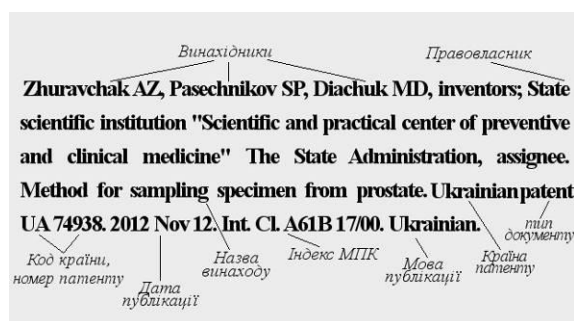 Винахідники
Правовласник
Zhuravchak AZ, Pasechnikov SP, Diachuk MD, inventors; State
scientific institution "Scientific and practical center of preventive
and clinical medicine" The State Administration, assignee.
Method for sampling specimen from prostate. Ukrainian patent
UA 74938. 2012 Nov 12. Int. Cl. A61B 17/00. Ukrainian.
Код країни,
номер патенту
Дата
публікації
Назва
винаходу
Індекс МПК
Мова
публікації
Країна
патенту
тип
документу